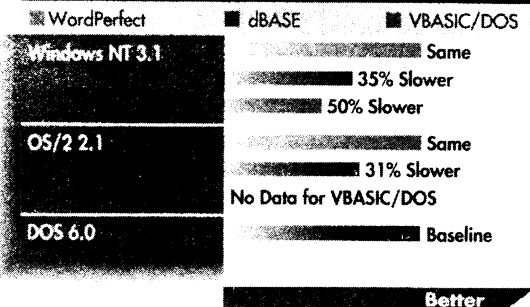 WordPerfect dBASE VBASIC/DOS
Windows NT 3.1
Same
35% Slower
50% Slower
OS/2 2.1
Same
31% Slower
No Data for VBASIC/DOS
DOS 6.0
Baseline
Better